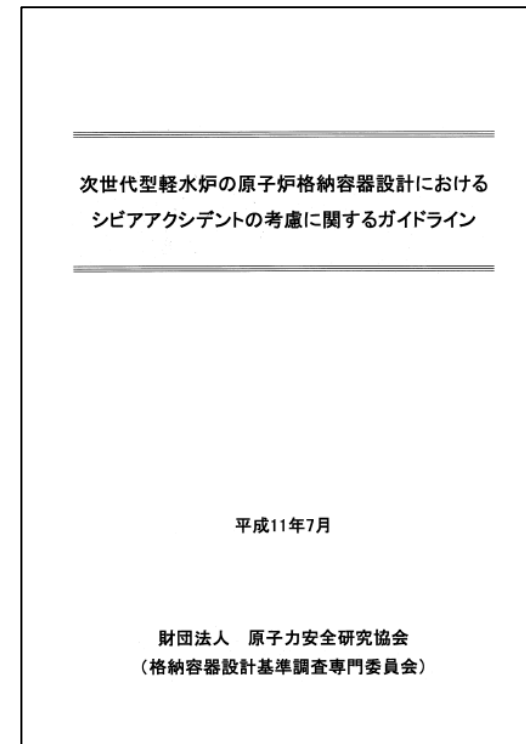 次世代型軽水炉の原子炉格納容器設計における
シビアアクシデントの考慮に関するガイドライン
平成11年7月
財団法人　原子力安全研究協会
（格納容器設計基準調査専門委員会）